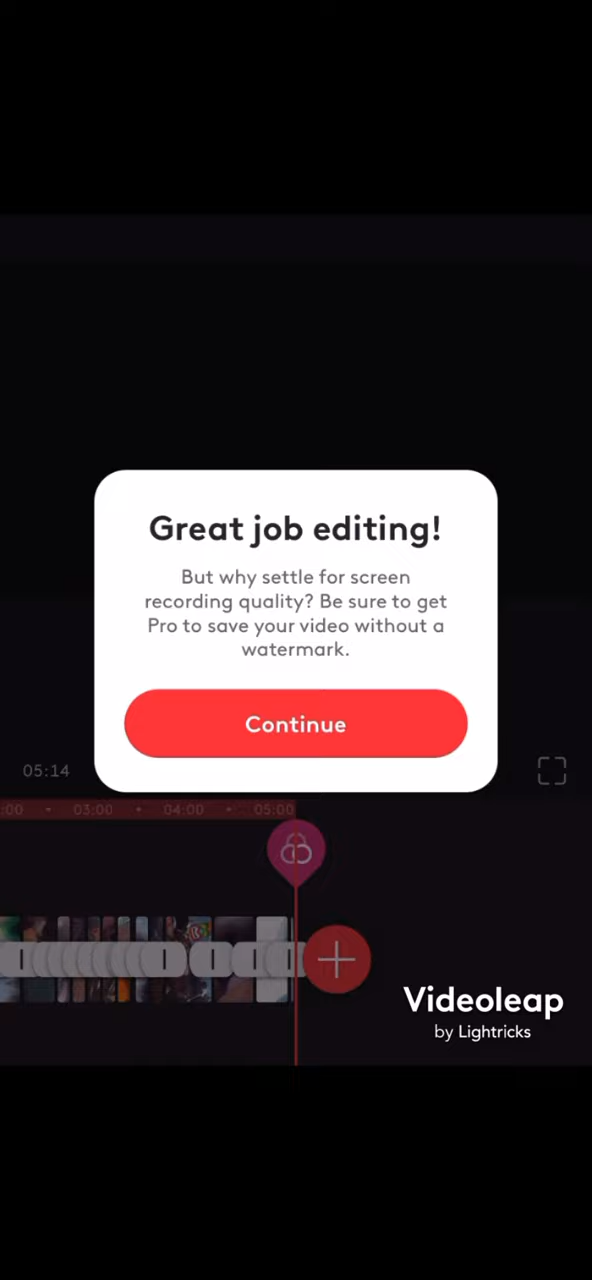 Great job editing!
But why settle for screen
recording quality? Be sure to get
Pro to save your video without a
watermark.
Continue
05:14
:00 03:00 04:00 05:00
Videoleap
by Lightricks